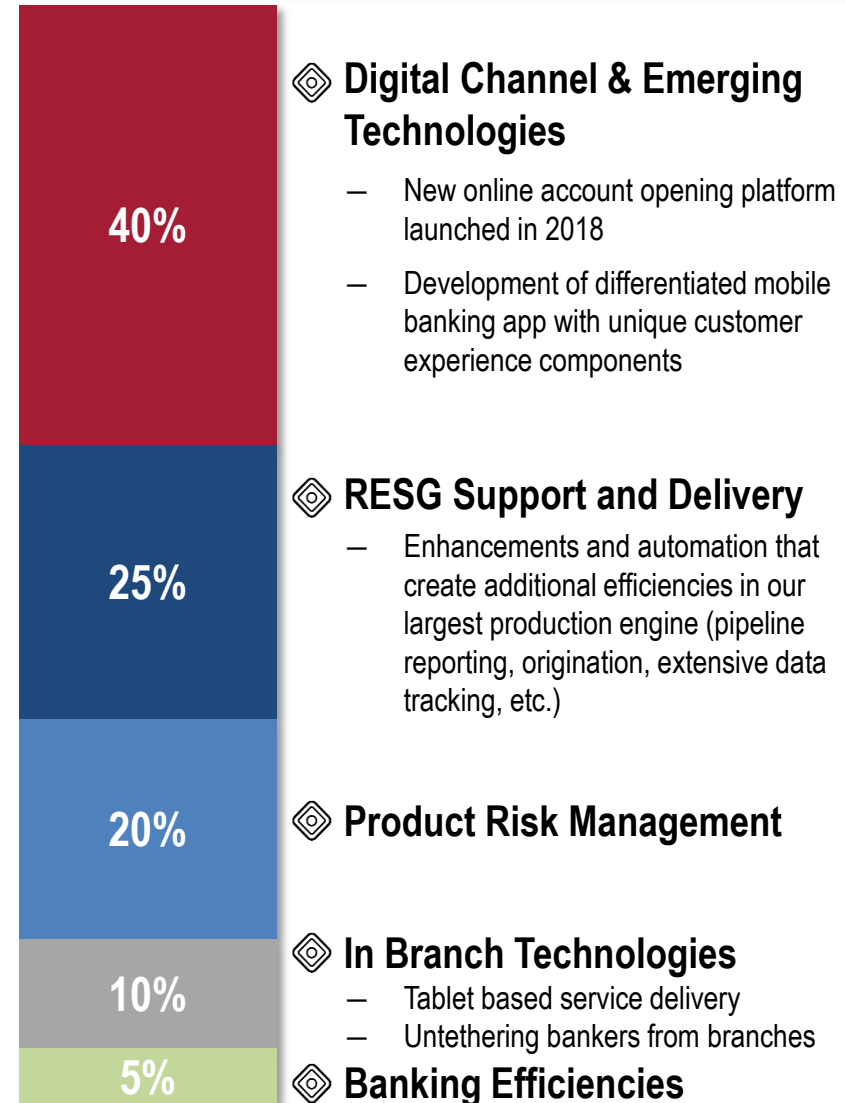 40%
Digital Channel & Emerging
Technologies
— New online account opening platform
launched in 2018
— Development of differentiated mobile
banking app with unique customer
experience components
25%
RESG Support and Delivery
— Enhancements and automation that
create additional efficiencies in our
largest production engine (pipeline
reporting, origination, extensive data
tracking, etc.)
20%
Product Risk Management
10%
In Branch Technologies
— Tablet based service delivery
— Untethering bankers from branches
5%
Banking Efficiencies